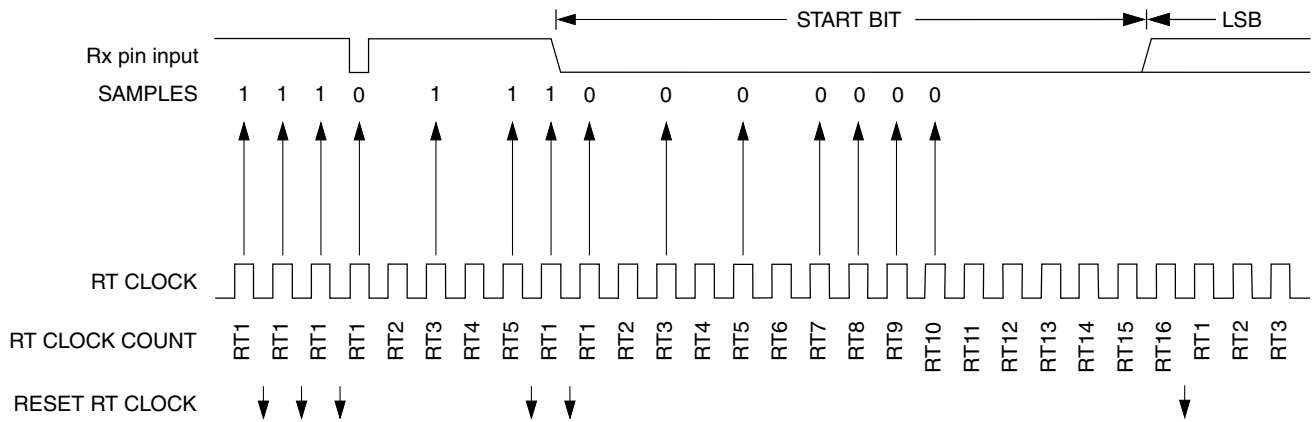 START BIT LSB
Rx pin input
SAMPLES 1 1 1 0 1 1 1 0 0 0 0 0 0 0
RT CLOCK
RT CLOCK COUNT RT1 RT1 RT1 RT1 RT2 RT3 RT4 RT5 RT1 RT1 RT2 RT3 RT4 RT5 RT6 RT7 RT8 RT9 RT10 RT11 RT12 RT13 RT14 RT15 RT16 RT1 RT2 RT3
RESET RT CLOCK